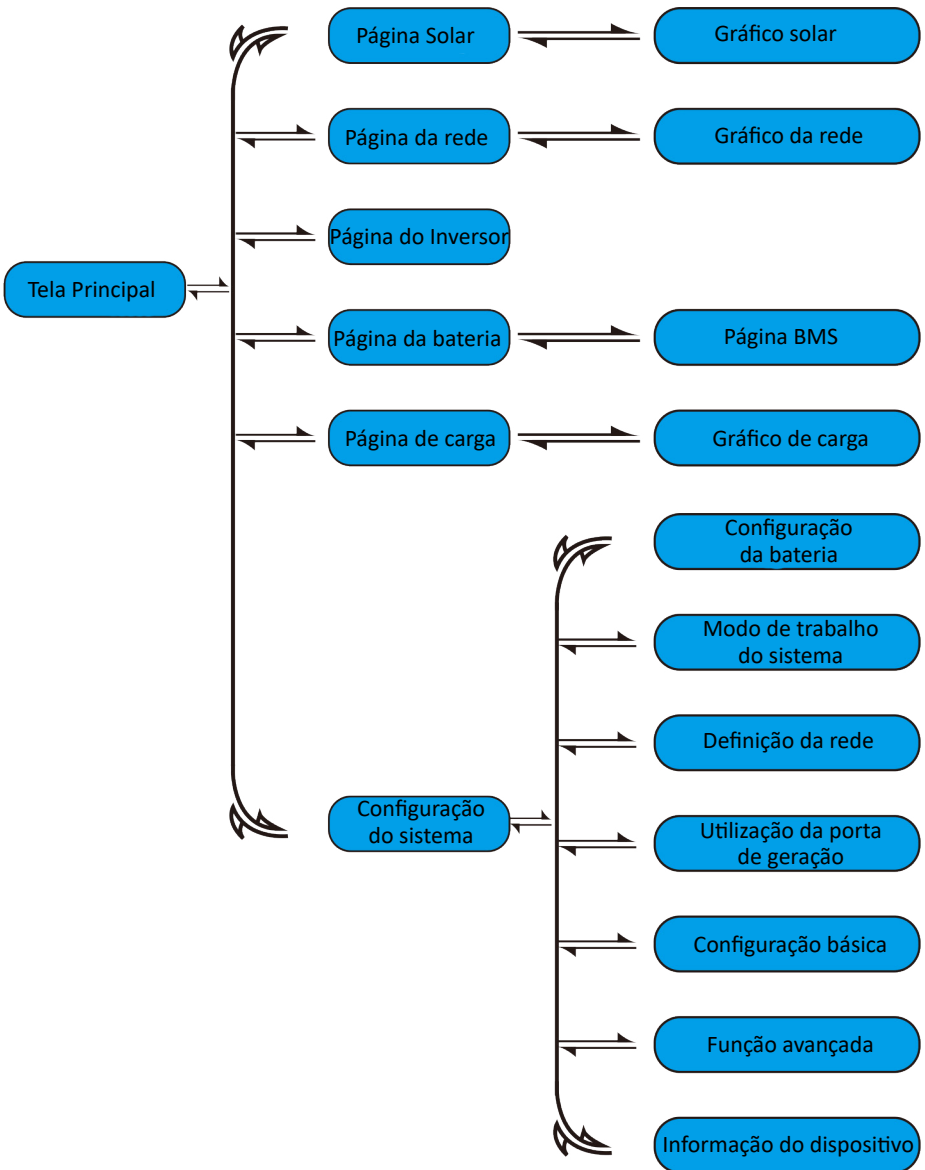 Página Solar
Gráfico solar
Página da rede
Gráfico da rede
Página do Inversor
Tela Principal
Página da bateria
Página BMS
Página de carga
Gráfico de carga
Configuração
da bateria
Modo de trabalho
do sistema
Definição da rede
Configuração
do sistema
Utilização da porta
de geração
Configuração básica
Função avançada
Informação do dispositivo